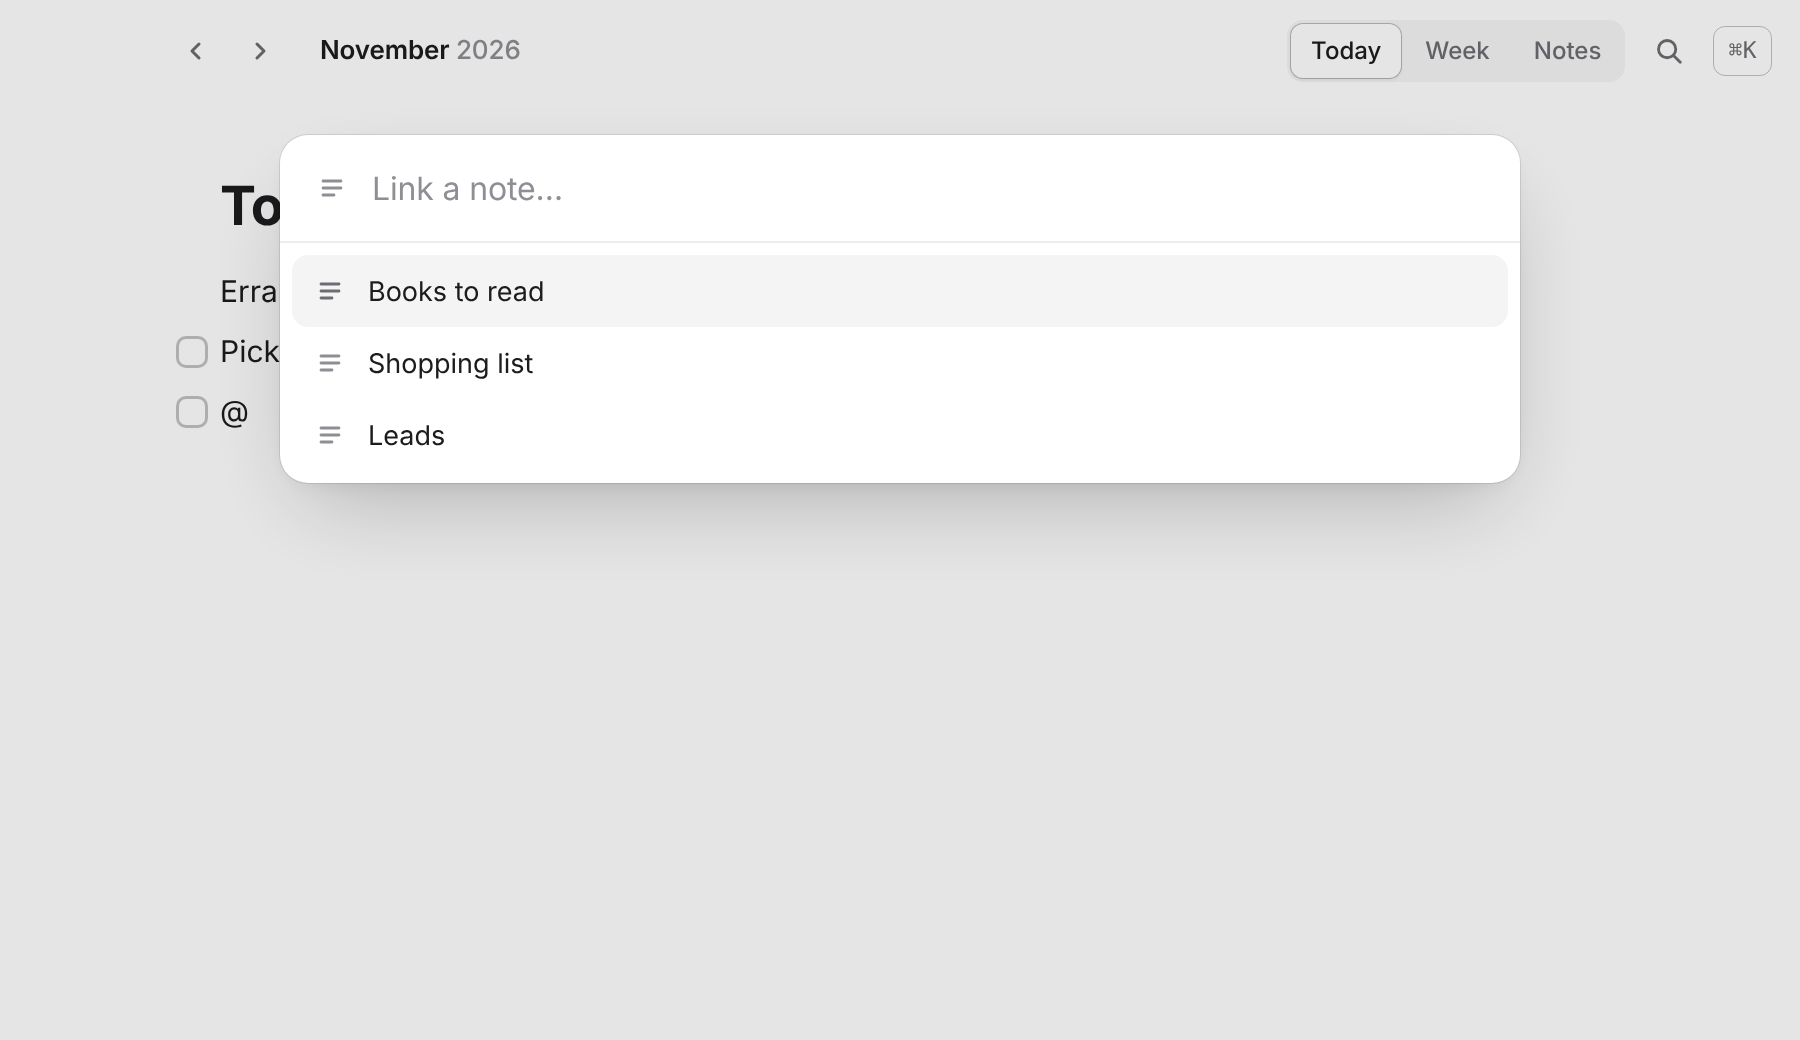 November 2026
Today Week Notes ⌘K
Link a note...
To
Erra
Books to read
Pick
Shopping list
@
Leads